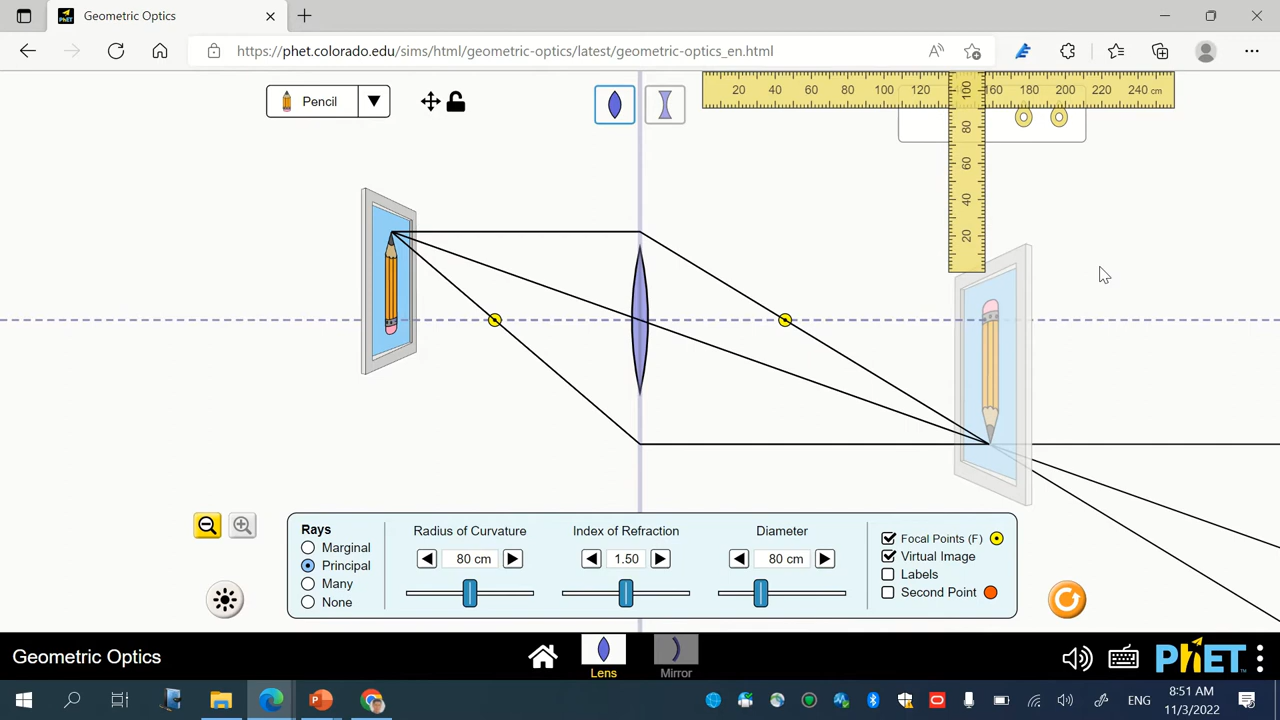 PhET Geometric Optics
https://phet.colorado.edu/sims/html/geometric-optics/latest/geometric-optics_en.html
20 40 60 80 160 180 200 220 240 cm
100
80
60
40
20
Pencil
Rays
Marginal
Principal
Many
None
Radius of Curvature
80 cm
Index of Refraction
1.50
Diameter
80 cm
Focal Points (F)
Virtual Image
Labels
Second Point
Geometric Optics
Lens
Mirror
PhET
ENG
8:51 AM
11/3/2022